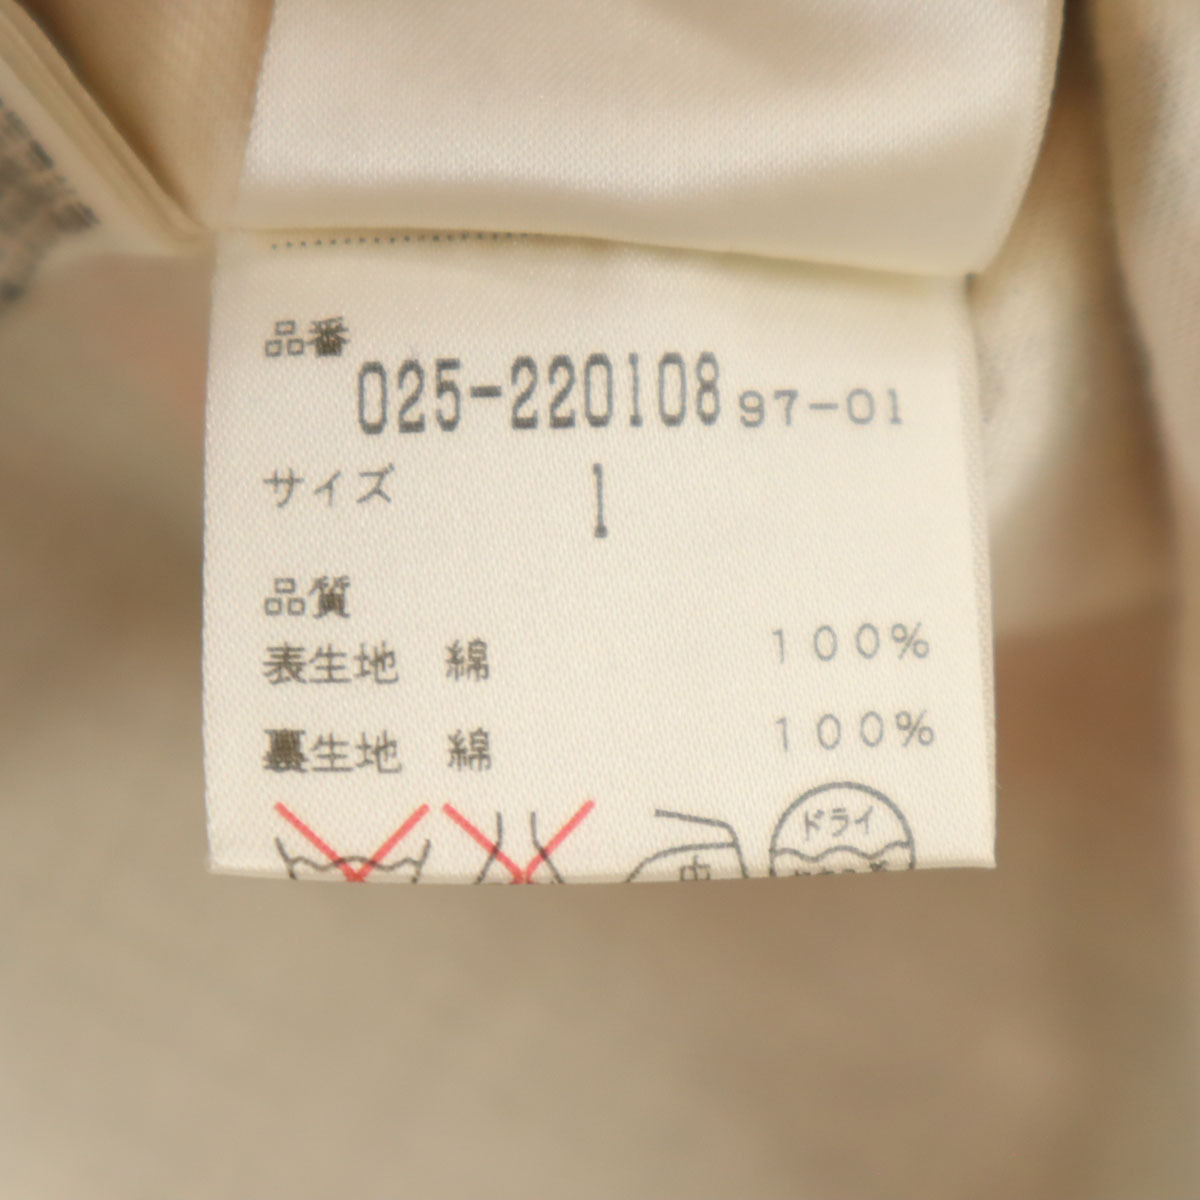 品番
025-220108 97-01
サイズ 1
品質
表生地 綿 100%
裏生地 綿 100%
中 ドライ